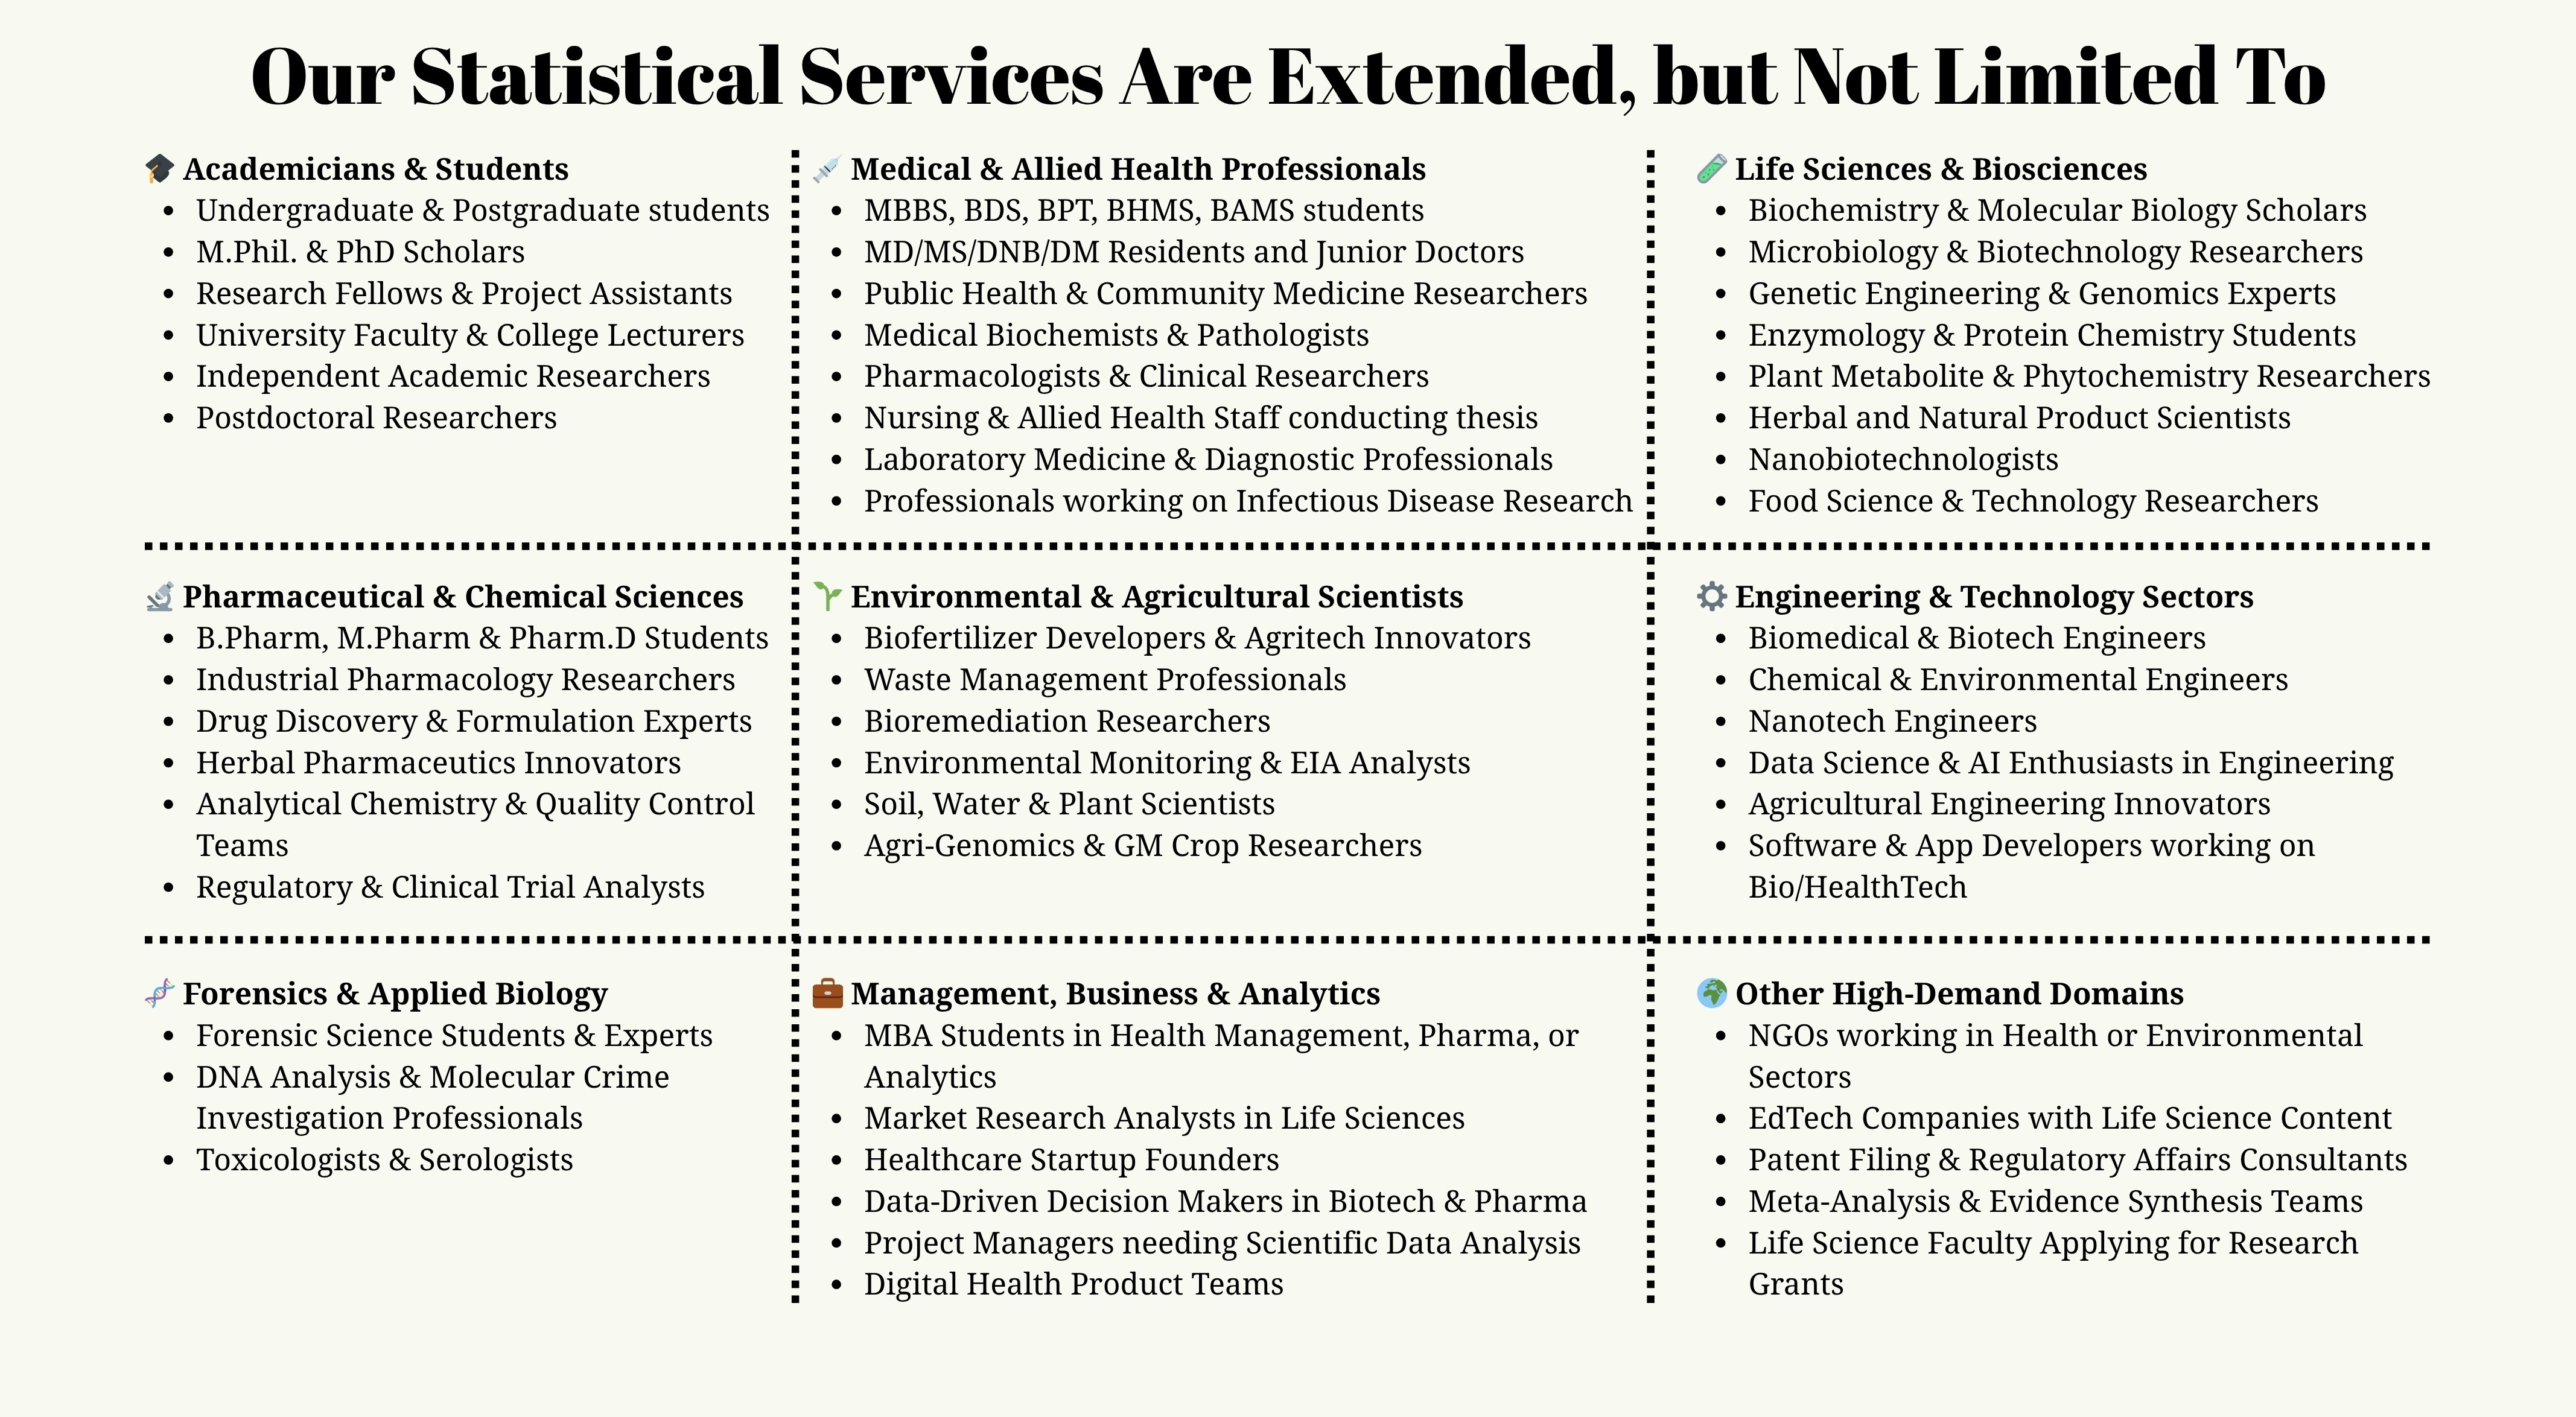 Our Statistical Services Are Extended, but Not Limited To
Academicians & Students
• Undergraduate & Postgraduate students
• M.Phil. & PhD Scholars
• Research Fellows & Project Assistants
• University Faculty & College Lecturers
• Independent Academic Researchers
• Postdoctoral Researchers
Medical & Allied Health Professionals
• MBBS, BDS, BPT, BHMS, BAMS students
• MD/MS/DNB/DM Residents and Junior Doctors
• Public Health & Community Medicine Researchers
• Medical Biochemists & Pathologists
• Pharmacologists & Clinical Researchers
• Nursing & Allied Health Staff conducting thesis
• Laboratory Medicine & Diagnostic Professionals
• Professionals working on Infectious Disease Research
Life Sciences & Biosciences
• Biochemistry & Molecular Biology Scholars
• Microbiology & Biotechnology Researchers
• Genetic Engineering & Genomics Experts
• Enzymology & Protein Chemistry Students
• Plant Metabolite & Phytochemistry Researchers
• Herbal and Natural Product Scientists
• Nanobiotechnologists
• Food Science & Technology Researchers
Pharmaceutical & Chemical Sciences
• B.Pharm, M.Pharm & Pharm.D Students
• Industrial Pharmacology Researchers
• Drug Discovery & Formulation Experts
• Herbal Pharmaceutics Innovators
• Analytical Chemistry & Quality Control
Teams
• Regulatory & Clinical Trial Analysts
Environmental & Agricultural Scientists
• Biofertilizer Developers & Agritech Innovators
• Waste Management Professionals
• Bioremediation Researchers
• Environmental Monitoring & EIA Analysts
• Soil, Water & Plant Scientists
• Agri-Genomics & GM Crop Researchers
Engineering & Technology Sectors
• Biomedical & Biotech Engineers
• Chemical & Environmental Engineers
• Nanotech Engineers
• Data Science & AI Enthusiasts in Engineering
• Agricultural Engineering Innovators
• Software & App Developers working on
Bio/HealthTech
Forensics & Applied Biology
• Forensic Science Students & Experts
• DNA Analysis & Molecular Crime
Investigation Professionals
• Toxicologists & Serologists
Management, Business & Analytics
• MBA Students in Health Management, Pharma, or
Analytics
• Market Research Analysts in Life Sciences
• Healthcare Startup Founders
• Data-Driven Decision Makers in Biotech & Pharma
• Project Managers needing Scientific Data Analysis
• Digital Health Product Teams
Other High-Demand Domains
• NGOs working in Health or Environmental
Sectors
• EdTech Companies with Life Science Content
• Patent Filing & Regulatory Affairs Consultants
• Meta-Analysis & Evidence Synthesis Teams
• Life Science Faculty Applying for Research
Grants